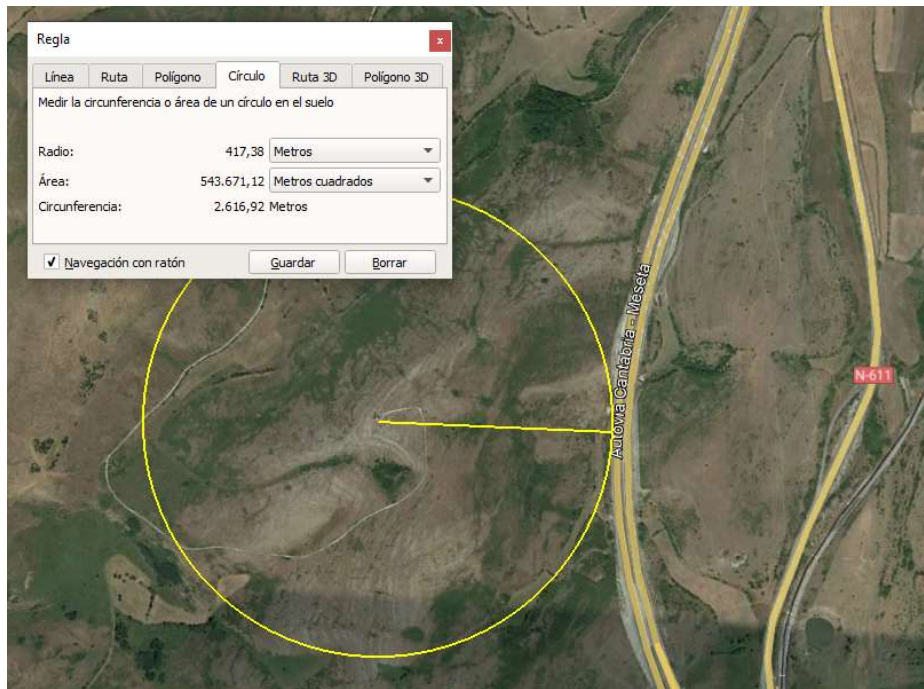 Regla
x
Línea Ruta Polígono Círculo Ruta 3D Polígono 3D
Medir la circunferencia o área de un círculo en el suelo
Radio: 417,38 Metros
Área: 543.671,12 Metros cuadrados
Circunferencia: 2.616,92 Metros
Navegación con ratón Guardar Borrar
Autovía Cantabria - Meseta
N-611